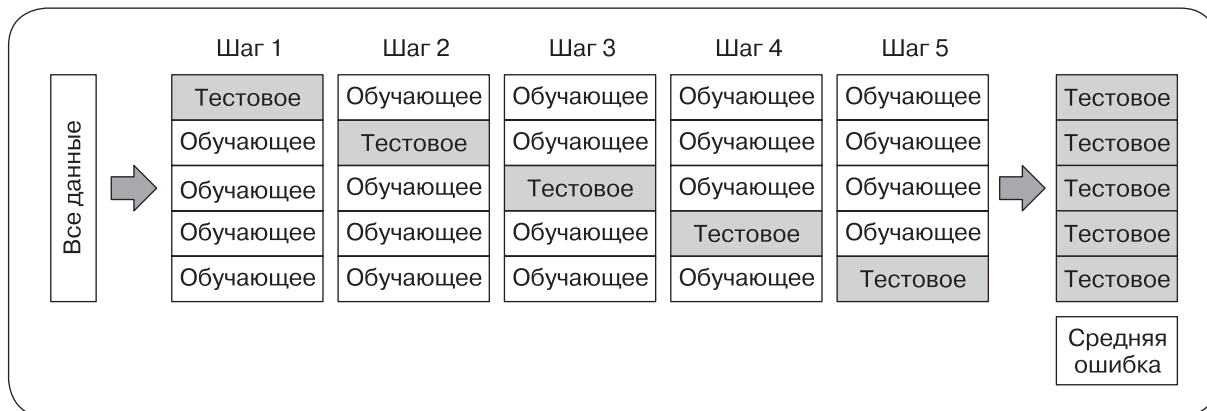 Шаг 1 Шаг 2 Шаг 3 Шаг 4 Шаг 5
Все данные
Тестовое Обучающее Обучающее Обучающее Обучающее Тестовое
Обучающее Тестовое Обучающее Обучающее Обучающее Тестовое
Обучающее Обучающее Тестовое Обучающее Обучающее Тестовое
Обучающее Обучающее Обучающее Тестовое Обучающее Тестовое
Обучающее Обучающее Обучающее Обучающее Тестовое Тестовое
Средняя
ошибка